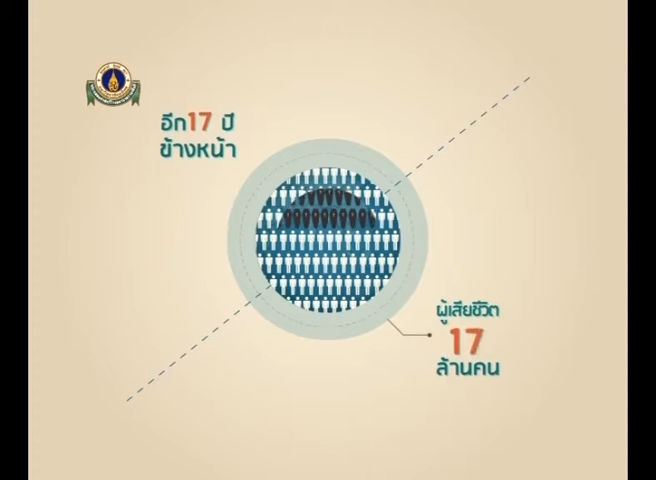 อีก17 ปี
ข้างหน้า
ผู้เสียชีวิต
17
ล้านคน